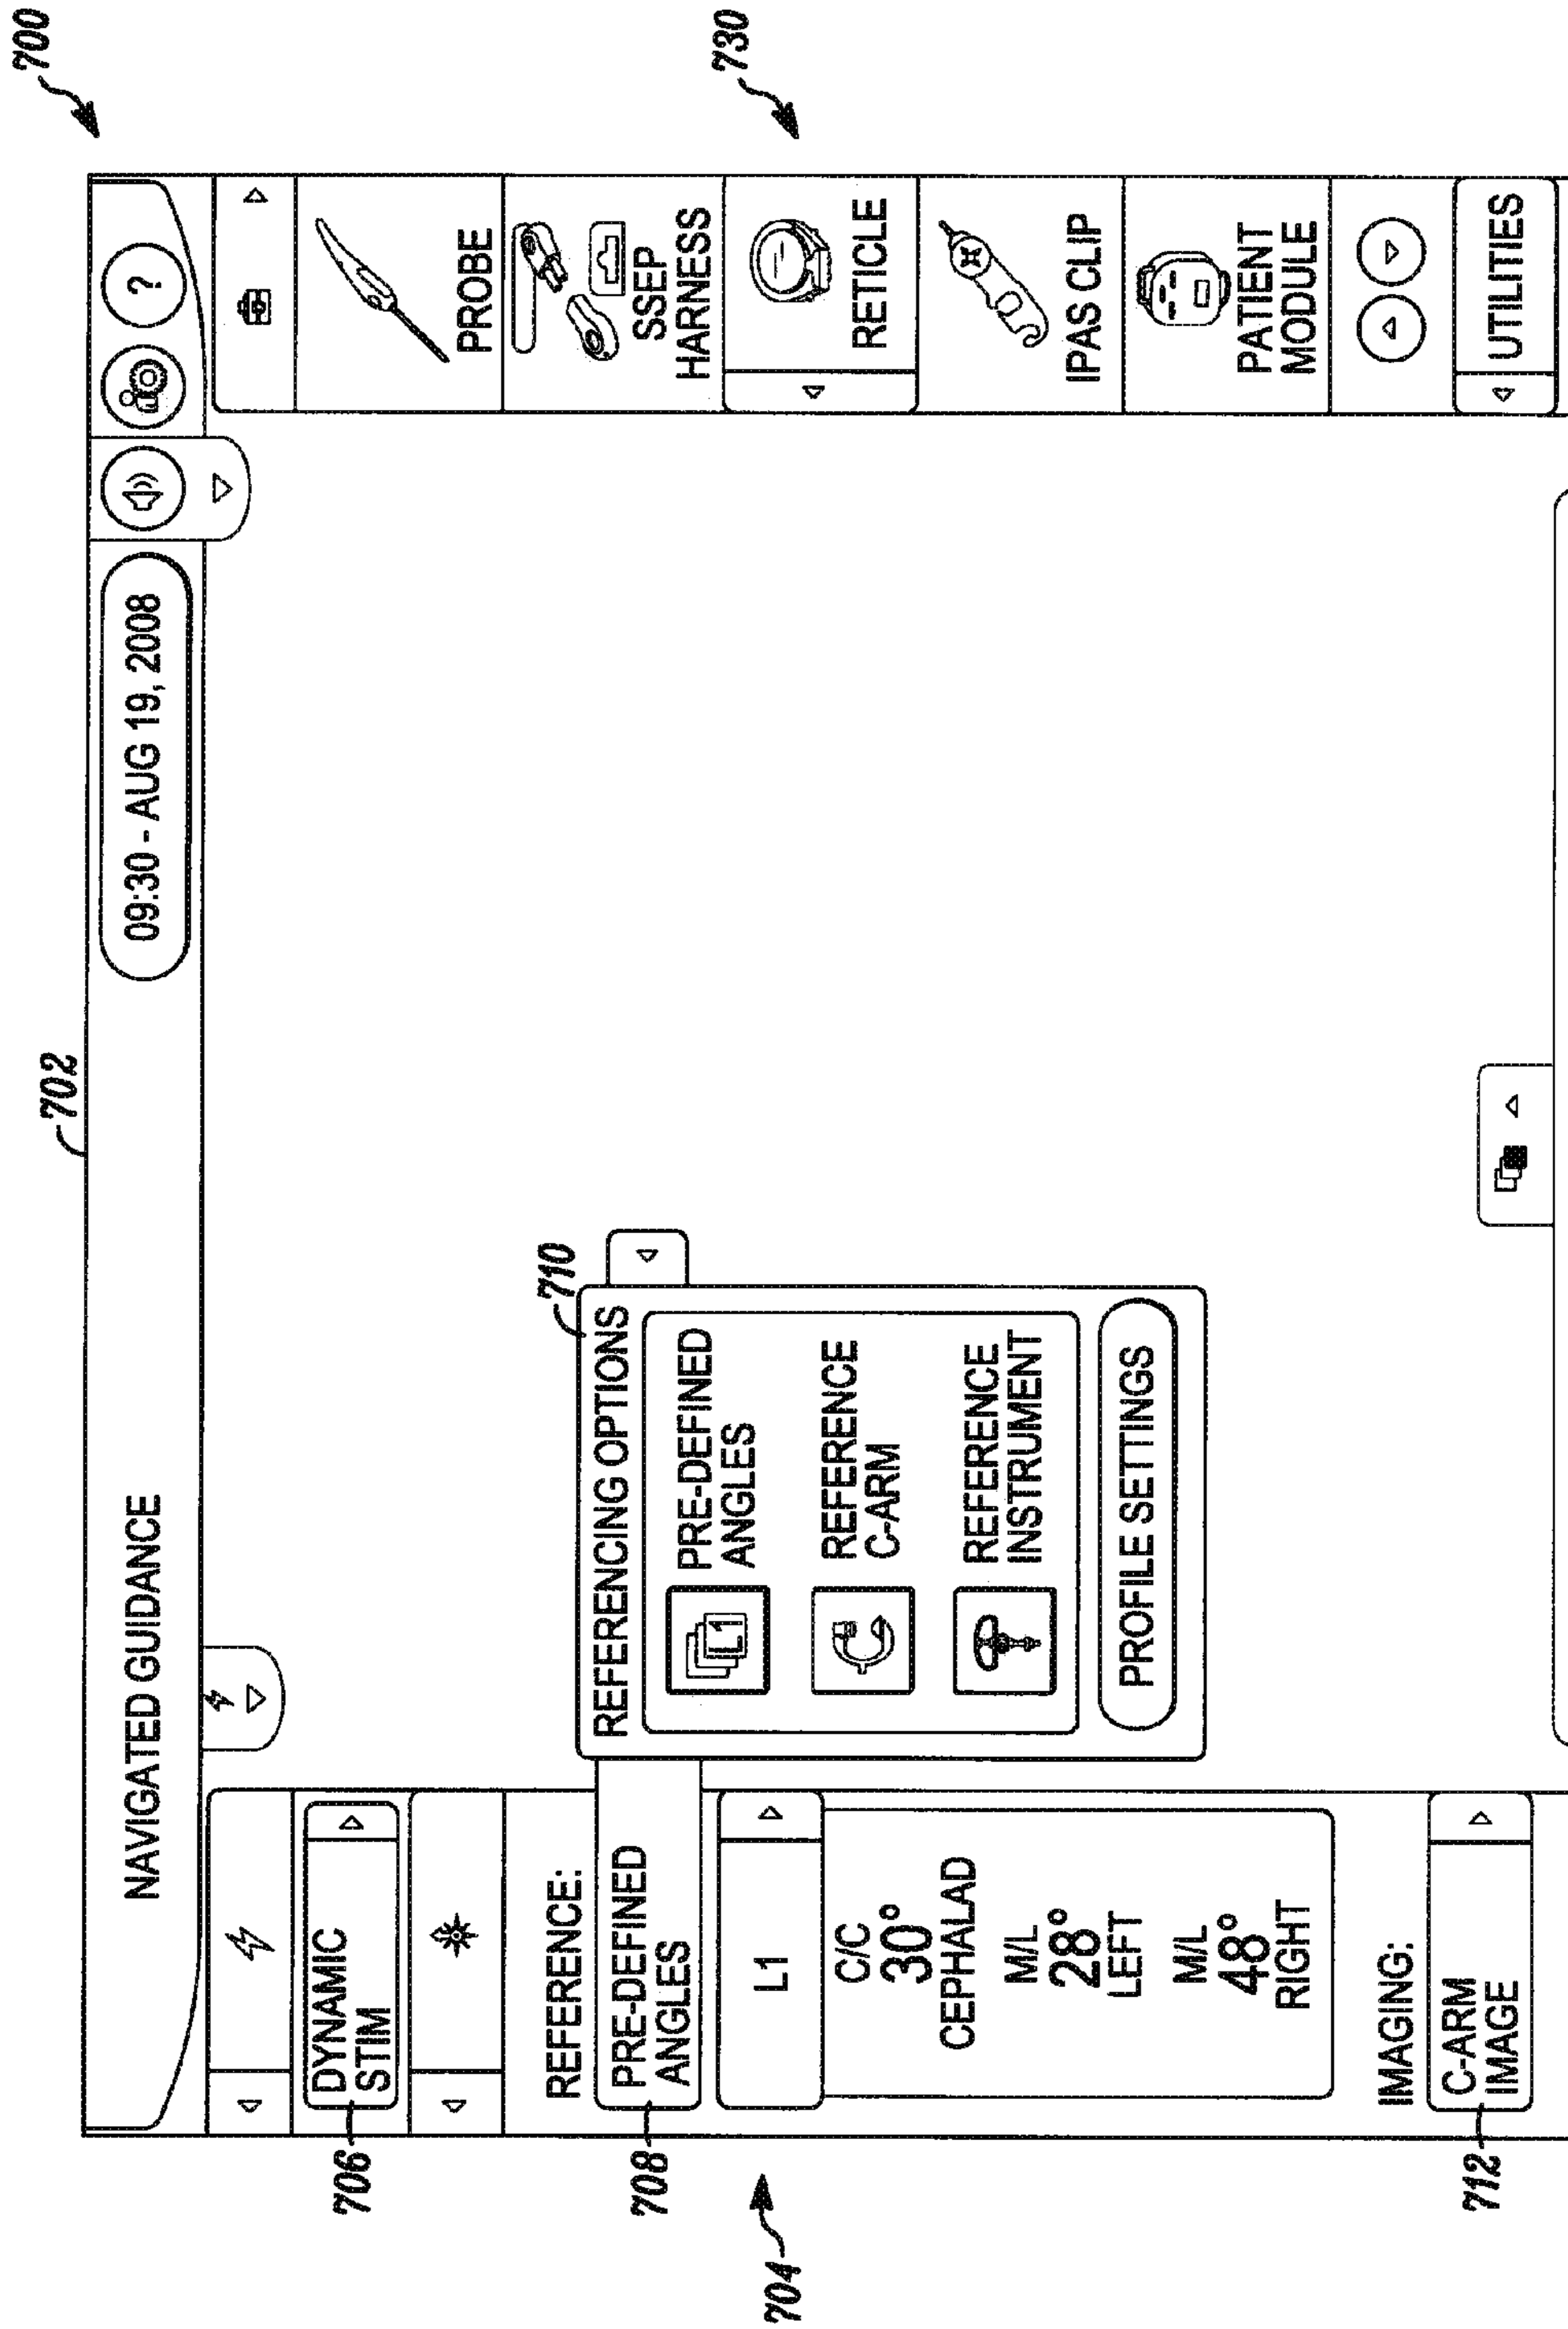 700
702
NAVIGATED GUIDANCE
09:30 - AUG 19, 2008
?
DYNAMIC
STIM
706
REFERENCE:
PRE-DEFINED
ANGLES
708
704
L1
C/C
30°
CEPHALAD
M/L
28°
LEFT
M/L
48°
RIGHT
IMAGING:
C-ARM
IMAGE
712
710
REFERENCING OPTIONS
L1
PRE-DEFINED
ANGLES
REFERENCE
C-ARM
REFERENCE
INSTRUMENT
PROFILE SETTINGS
730
PROBE
SSEP
HARNESS
RETICLE
IPAS CLIP
PATIENT
MODULE
UTILITIES